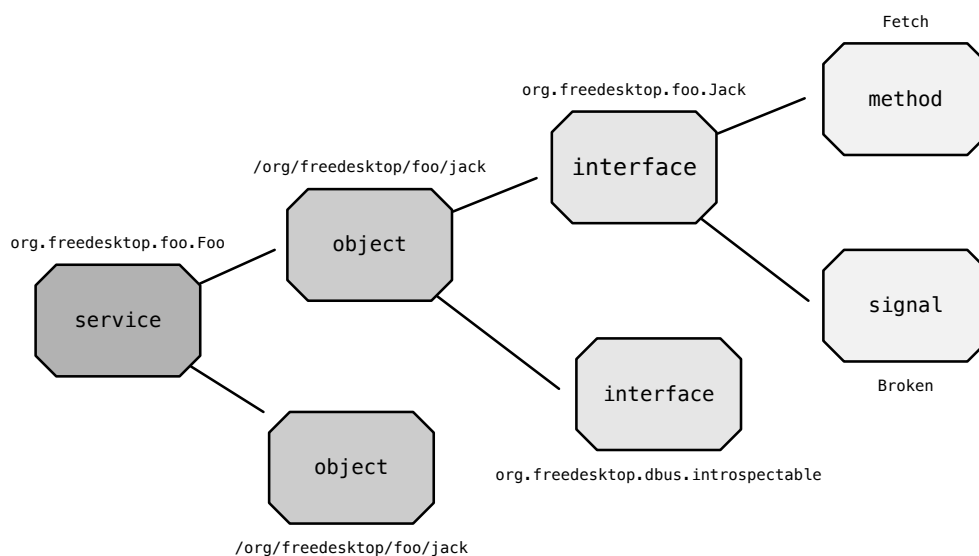 Fetch
method
org.freedesktop.foo.Jack
interface
/org/freedesktop/foo/jack
object
org.freedesktop.foo.Foo
service
signal
Broken
interface
org.freedesktop.dbus.introspectable
object
/org/freedesktop/foo/jack